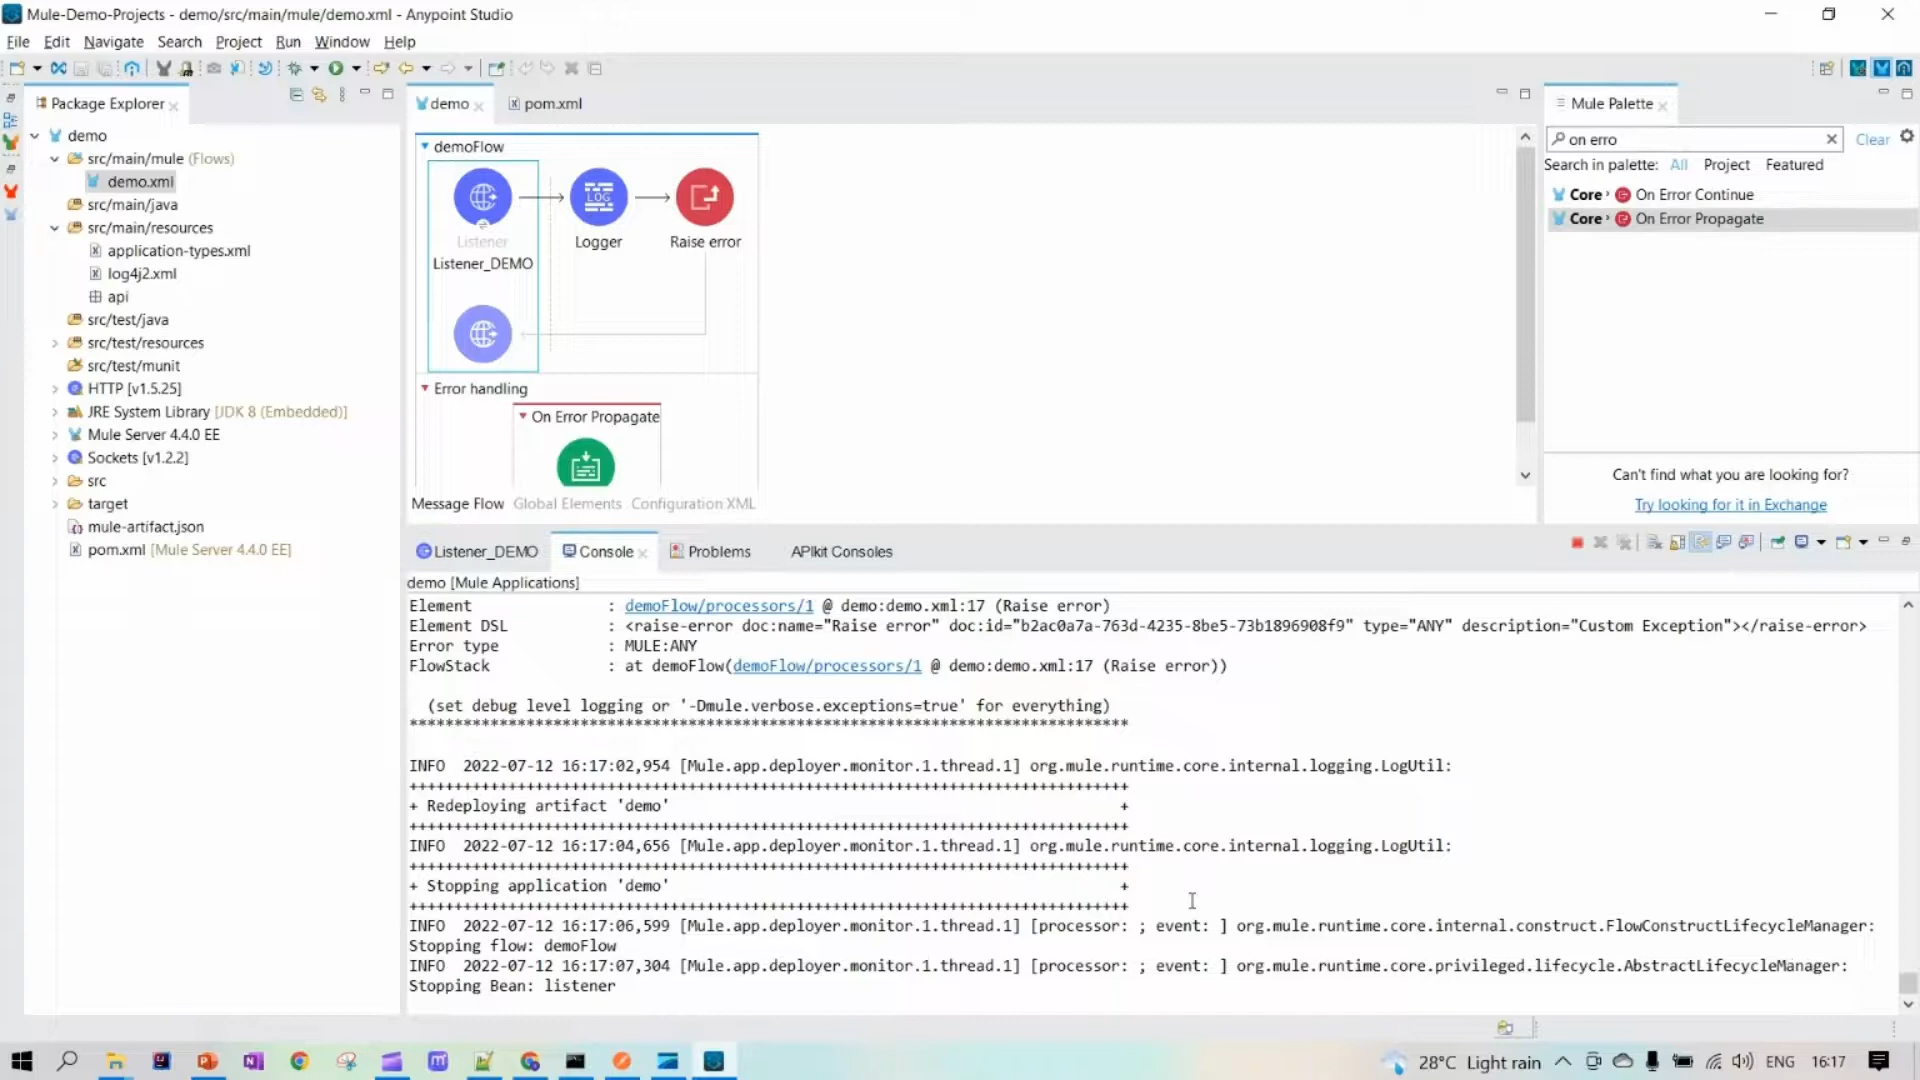 Mule-Demo-Projects - demo/src/main/mule/demo.xml - Anypoint Studio
File Edit Navigate Search Project Run Window Help
Package Explorer
demo
src/main/mule (Flows)
demo.xml
src/main/java
src/main/resources
application-types.xml
log4j2.xml
api
src/test/java
src/test/resources
src/test/munit
HTTP [v1.5.25]
JRE System Library [JDK 8 (Embedded)]
Mule Server 4.4.0 EE
Sockets [v1.2.2]
src
target
mule-artifact.json
pom.xml [Mule Server 4.4.0 EE]
demo pom.xml
demoFlow
LOG
Listener Logger Raise error
Listener_DEMO
Error handling
On Error Propagate
Message Flow Global Elements Configuration XML
Mule Palette
on erro Clear
Search in palette: All Project Featured
Core › On Error Continue
Core › On Error Propagate
Can't find what you are looking for?
Try looking for it in Exchange
Listener_DEMO Console Problems APIkit Consoles
demo [Mule Applications]
Element : demoFlow/processors/1 @ demo:demo.xml:17 (Raise error)
Element DSL : <raise-error doc:name="Raise error" doc:id="b2ac0a7a-763d-4235-8be5-73b1896908f9" type="ANY" description="Custom Exception"></raise-error>
Error type : MULE:ANY
FlowStack : at demoFlow(demoFlow/processors/1 @ demo:demo.xml:17 (Raise error))
(set debug level logging or '-Dmule.verbose.exceptions=true' for everything)
********************************************************************************
INFO 2022-07-12 16:17:02,954 [Mule.app.deployer.monitor.1.thread.1] org.mule.runtime.core.internal.logging.LogUtil:
++++++++++++++++++++++++++++++++++++++++++++++++++++++++++++++++++++++++++++++++
+ Redeploying artifact 'demo' +
++++++++++++++++++++++++++++++++++++++++++++++++++++++++++++++++++++++++++++++++
INFO 2022-07-12 16:17:04,656 [Mule.app.deployer.monitor.1.thread.1] org.mule.runtime.core.internal.logging.LogUtil:
++++++++++++++++++++++++++++++++++++++++++++++++++++++++++++++++++++++++++++++++
+ Stopping application 'demo' +
++++++++++++++++++++++++++++++++++++++++++++++++++++++++++++++++++++++++++++++++
INFO 2022-07-12 16:17:06,599 [Mule.app.deployer.monitor.1.thread.1] [processor: ; event: ] org.mule.runtime.core.internal.construct.FlowConstructLifecycleManager:
Stopping flow: demoFlow
INFO 2022-07-12 16:17:07,304 [Mule.app.deployer.monitor.1.thread.1] [processor: ; event: ] org.mule.runtime.core.privileged.lifecycle.AbstractLifecycleManager:
Stopping Bean: listener
28°C Light rain ENG 16:17